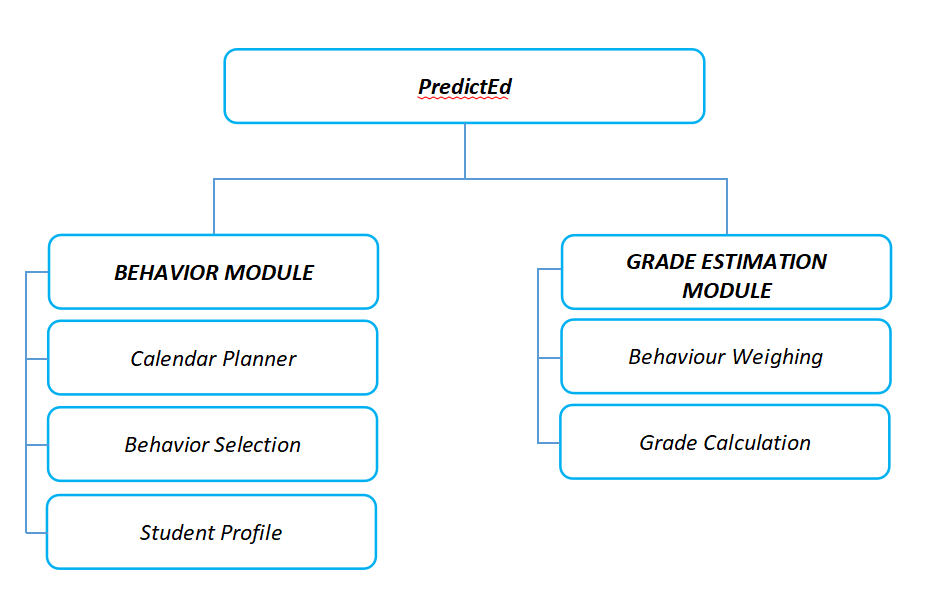 PredictEd
BEHAVIOR MODULE
Calendar Planner
Behavior Selection
Student Profile
GRADE ESTIMATION
MODULE
Behaviour Weighing
Grade Calculation